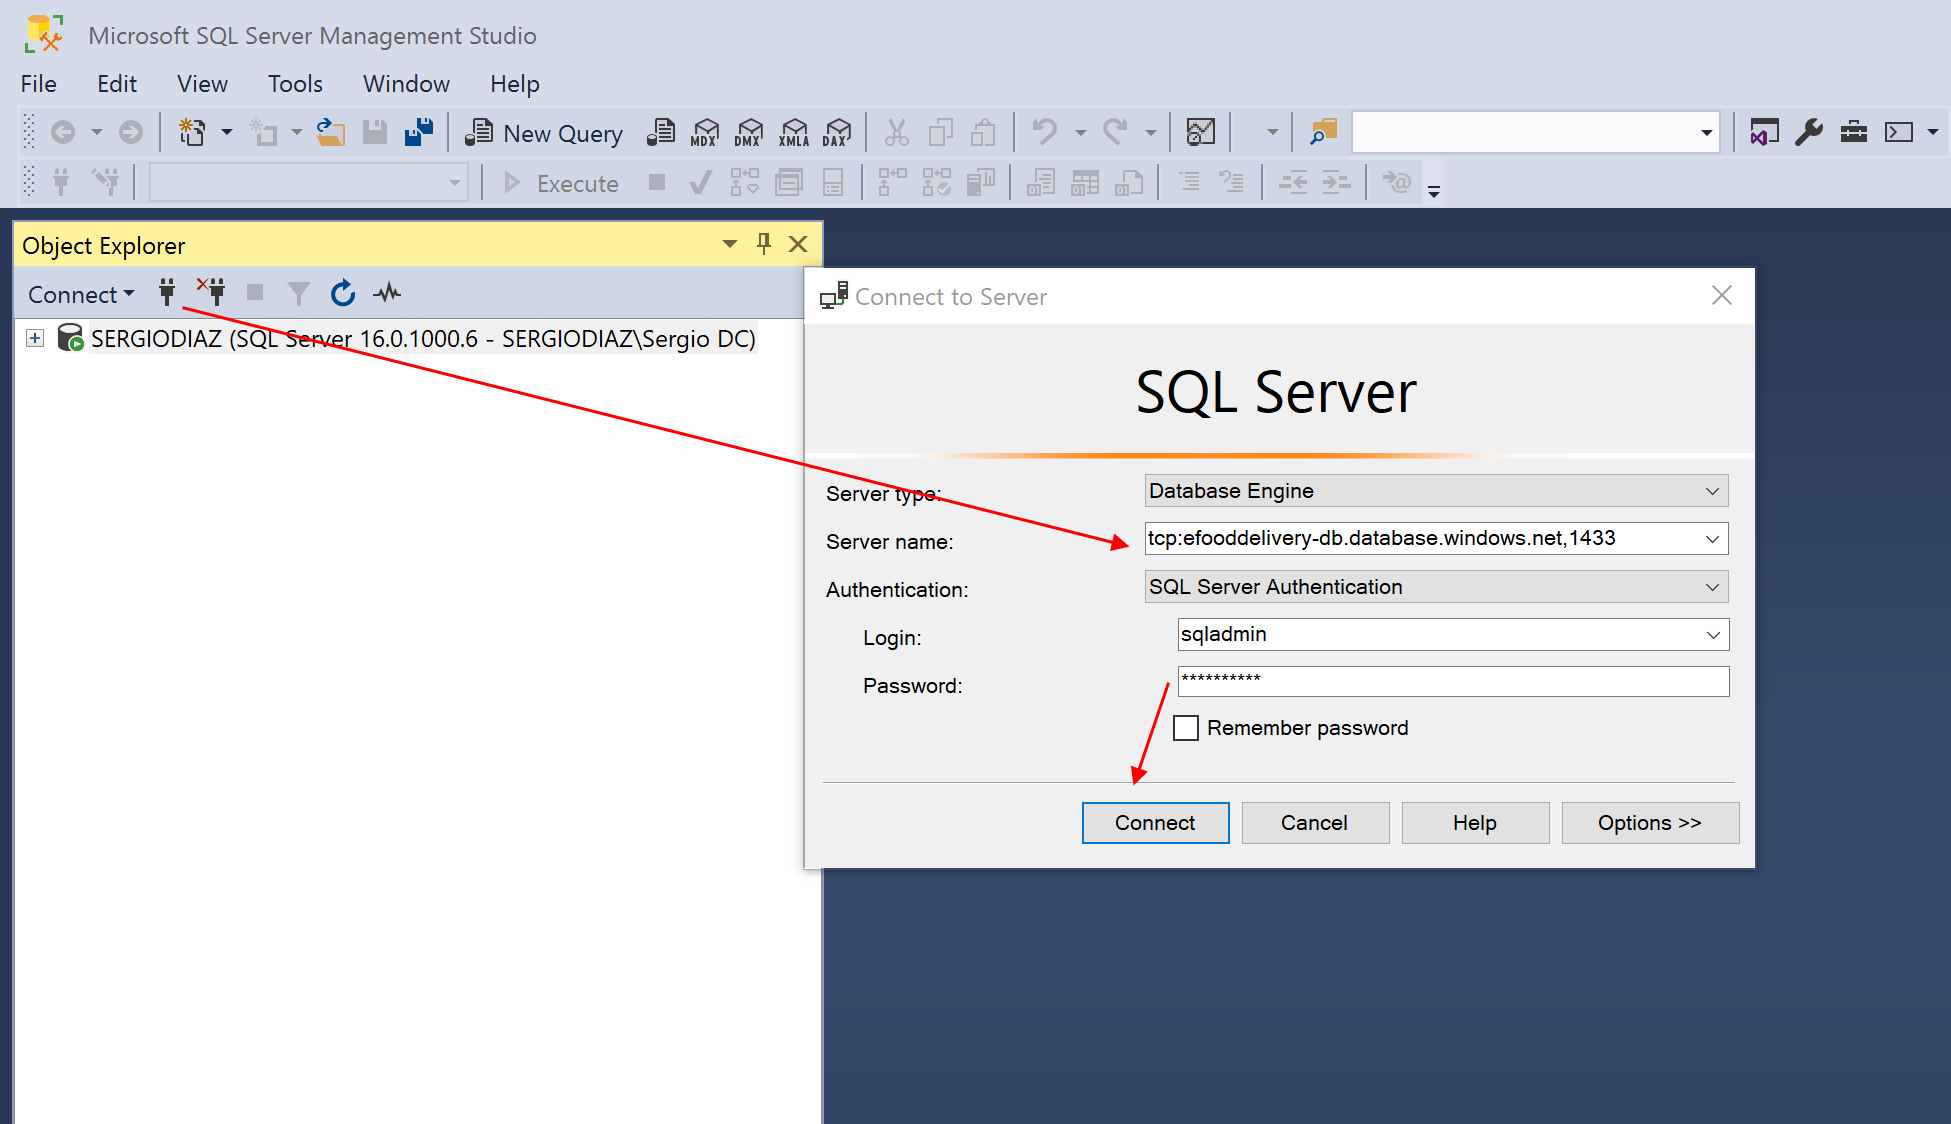 Microsoft SQL Server Management Studio
File Edit View Tools Window Help
New Query MDX DMX XMLA DAX
Execute
Object Explorer
Connect
SERGIODIAZ (SQL Server 16.0.1000.6 - SERGIODIAZ\Sergio DC)
Connect to Server
SQL Server
Server type: Database Engine
Server name: tcp:efooddelivery-db.database.windows.net,1433
Authentication: SQL Server Authentication
Login: sqladmin
Password: **********
Remember password
Connect Cancel Help Options >>